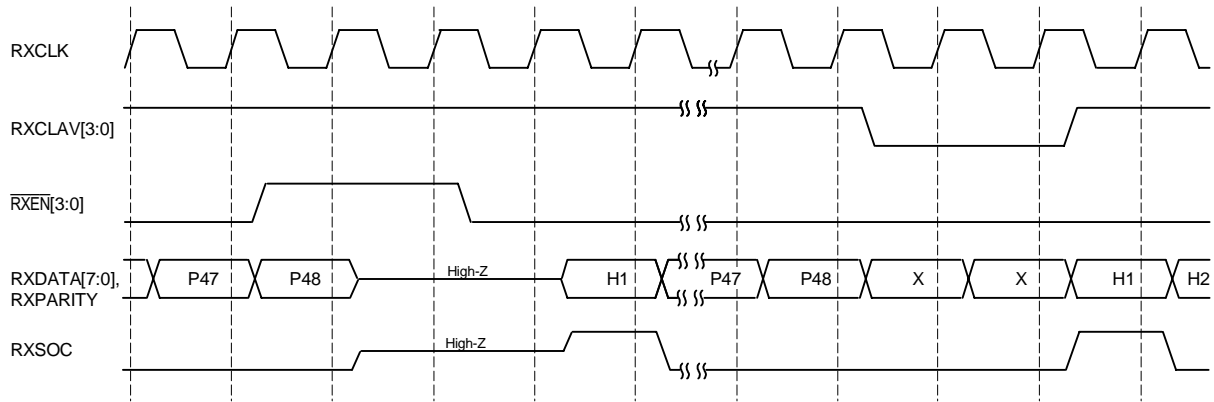 RXCLK
RXCLAV[3:0]
RXEN[3:0]
RXDATA[7:0],
RXPARITY
P47 P48 High-Z H1 P47 P48 X X H1 H2
RXSOC
High-Z